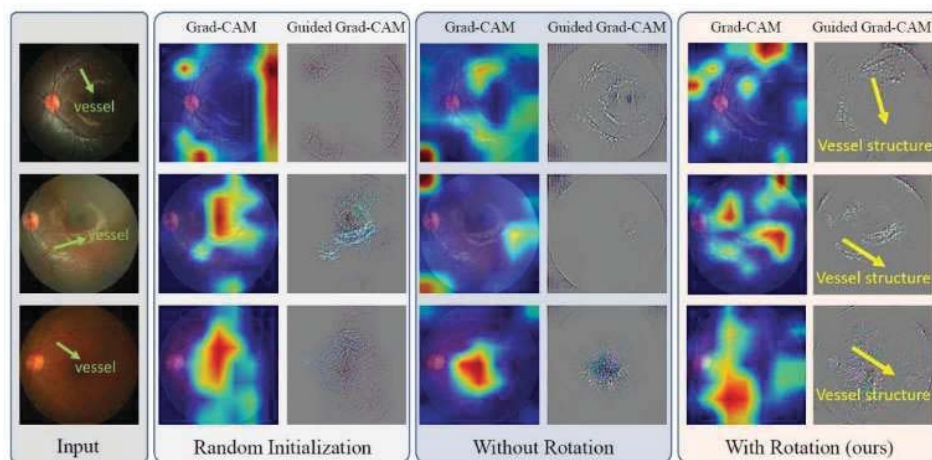 Grad-CAM Guided Grad-CAM Grad-CAM Guided Grad-CAM Grad-CAM Guided Grad-CAM
vessel
Vessel structure
vessel
Vessel structure
vessel
Vessel structure
Input Random Initialization Without Rotation With Rotation (ours)